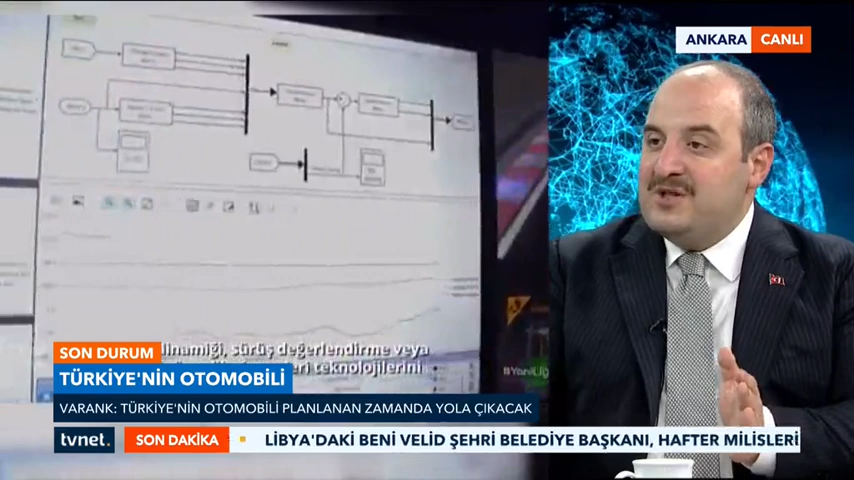 ANKARA CANLI
SON DURUM
dinamiği, sürüş değerlendirme veya
teknolojilerini
TÜRKİYE'NİN OTOMOBİLİ
VARANK: TÜRKİYE'NİN OTOMOBİLİ PLANLANAN ZAMANDA YOLA ÇIKACAK
tvnet. SON DAKİKA LİBYA'DAKİ BENİ VELİD ŞEHRİ BELEDİYE BAŞKANI, HAFTER MİLİSLERİ